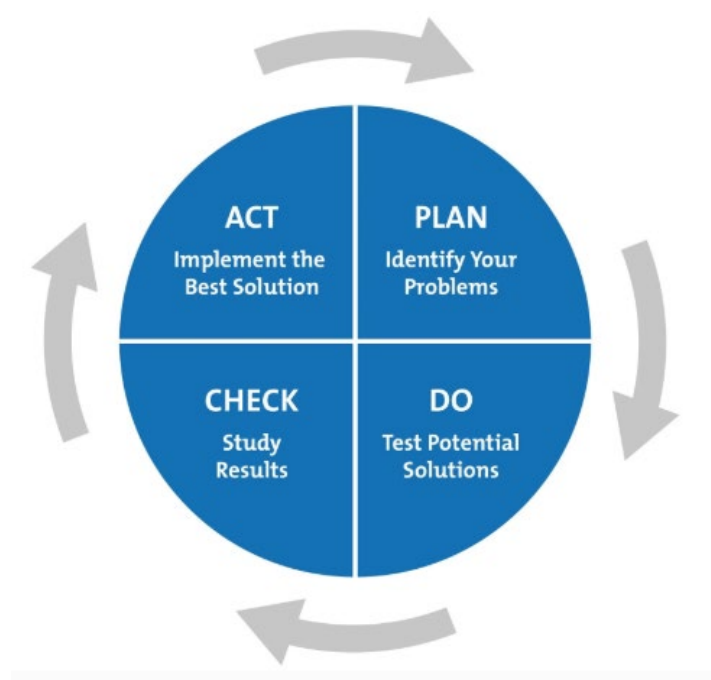 ACT
Implement the
Best Solution
PLAN
Identify Your
Problems
CHECK
Study
Results
DO
Test Potential
Solutions